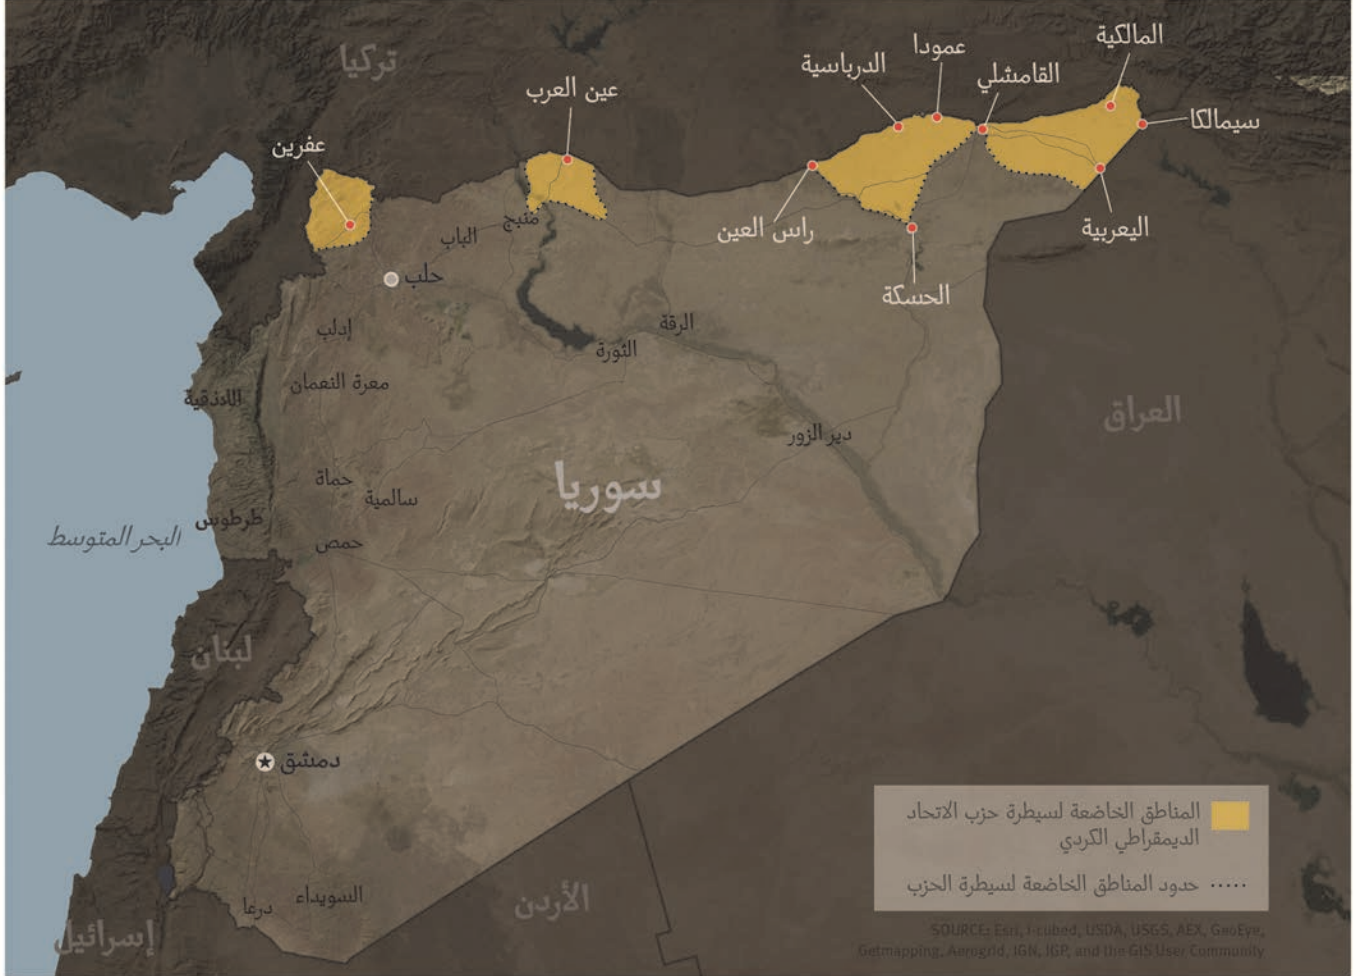 المالكية
عمودا
تركيا
الدرباسية
القامشلي
عين العرب
سيمالكا
عفرين
منبج
راس العين
اليعربية
الباب
حلب
الحسكة
إدلب
الرقة
الثورة
معرة النعمان
اللاذقية
العراق
دير الزور
حماة
سوريا
سالمية
طرطوس
البحر المتوسط
حمص
لبنان
دمشق
المناطق الخاضعة لسيطرة حزب الاتحاد
الديمقراطي الكردي
حدود المناطق الخاضعة لسيطرة الحزب
السويداء
درعا
الأردن
إسرائيل
SOURCE: Esri, i-cubed, USDA, USGS, AEX, GeoEye,
Getmapping, Aerogrid, IGN, IGP, and the GIS User Community